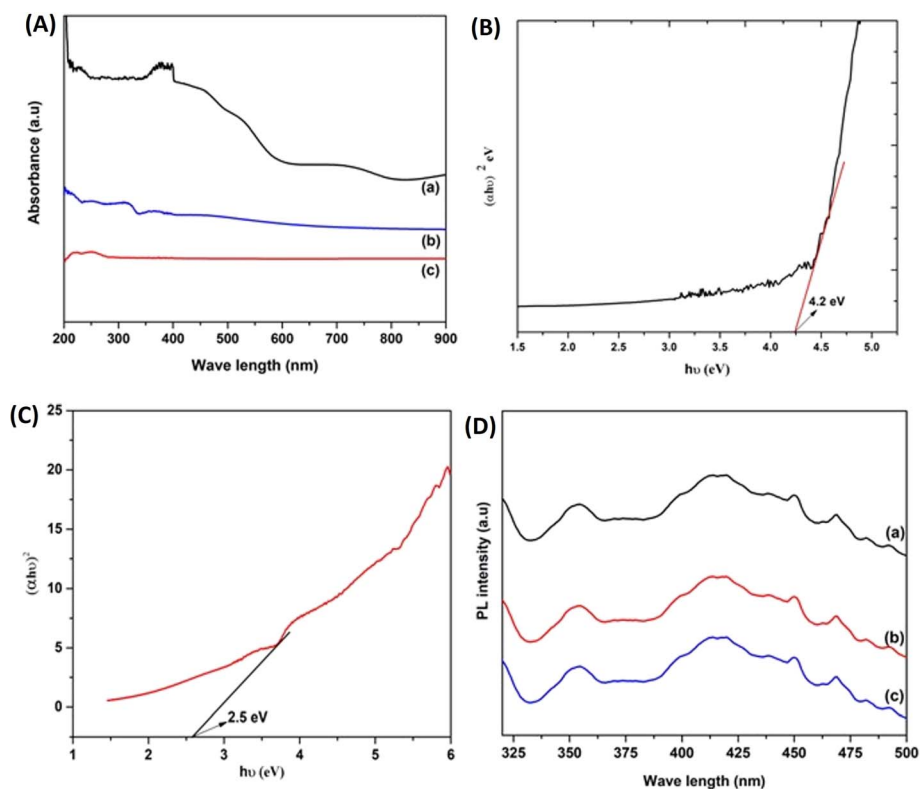 (A)
Absorbance (a.u)
(a)
(b)
(c)
200 300 400 500 600 700 800 900
Wave length (nm)
(B)
(αhυ) ² eV
4.2 eV
1.5 2.0 2.5 3.0 3.5 4.0 4.5 5.0
hυ (eV)
(C)
(αhυ)²
25
20
15
10
5
0
2.5 eV
1 2 3 4 5 6
hυ (eV)
(D)
PL intensity (a.u)
(a)
(b)
(c)
325 350 375 400 425 450 475 500
Wave length (nm)